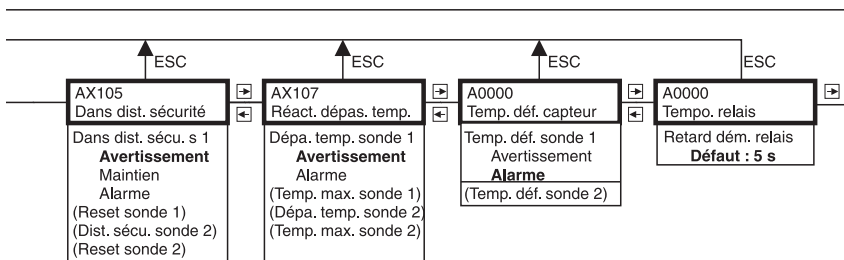 ESC
ESC
ESC
ESC
AX105
Dans dist. sécurité
AX107
Réact. dépas. temp.
A0000
Temp. déf. capteur
A0000
Tempo. relais
Dans dist. sécu. s 1
Avertissement
Maintien
Alarme
(Reset sonde 1)
(Dist. sécu. sonde 2)
(Reset sonde 2)
Dépa. temp. sonde 1
Avertissement
Alarme
(Temp. max. sonde 1)
(Dépa. temp. sonde 2)
(Temp. max. sonde 2)
Temp. déf. sonde 1
Avertissement
Alarme
(Temp. déf. sonde 2)
Retard dém. relais
Défaut : 5 s